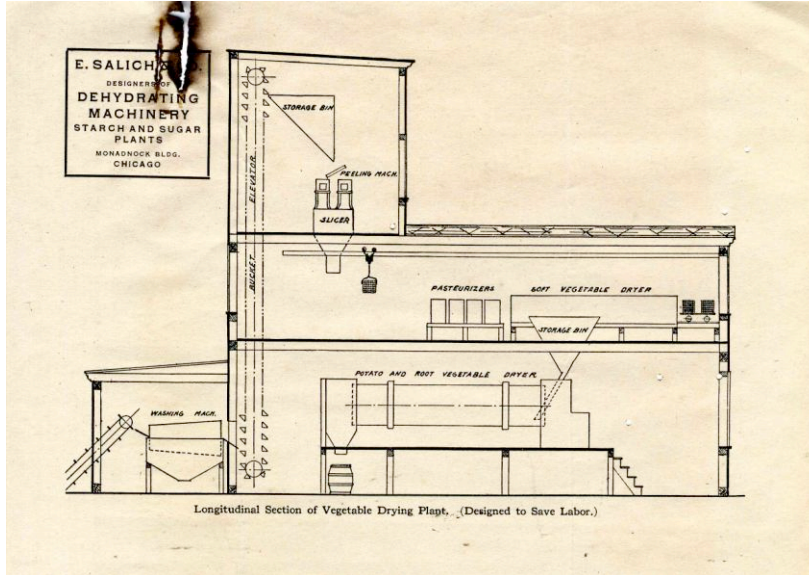 E. SALICH
DESIGNERS OF
DEHYDRATING
MACHINERY
STARCH AND SUGAR
PLANTS
MONADNOCK BLDG.
CHICAGO
STORAGE BIN
PEELING MACH.
ELEVATOR
SLICER
BUCKET
PASTEURIZERS
SOFT VEGETABLE DRYER
STORAGE BIN
POTATO AND ROOT VEGETABLE DRYER
WASHING MACH.
Longitudinal Section of Vegetable Drying Plant. (Designed to Save Labor.)